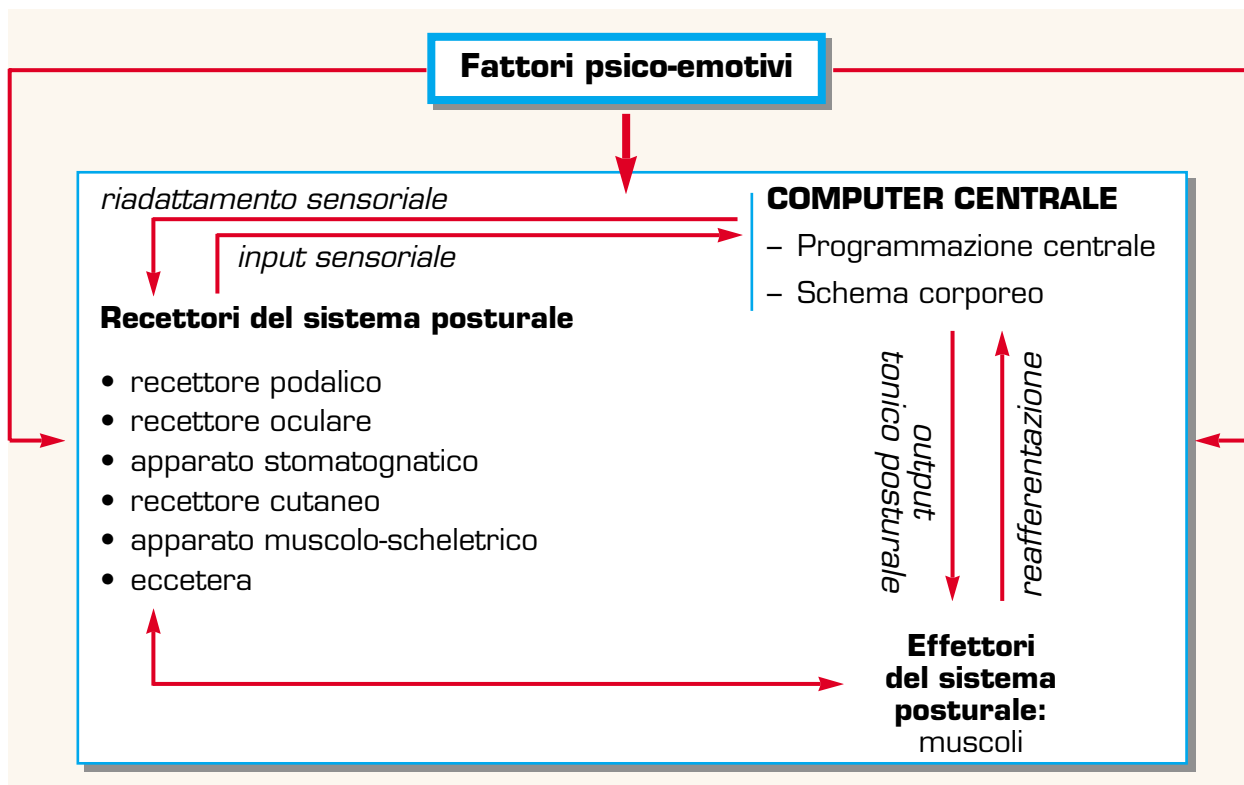 Fattori psico-emotivi
riadattamento sensoriale
input sensoriale
COMPUTER CENTRALE
– Programmazione centrale
– Schema corporeo
Recettori del sistema posturale
• recettore podalico
• recettore oculare
• apparato stomatognatico
• recettore cutaneo
• apparato muscolo-scheletrico
• eccetera
output
tonico posturale
reafferentazione
Effettori
del sistema
posturale:
muscoli